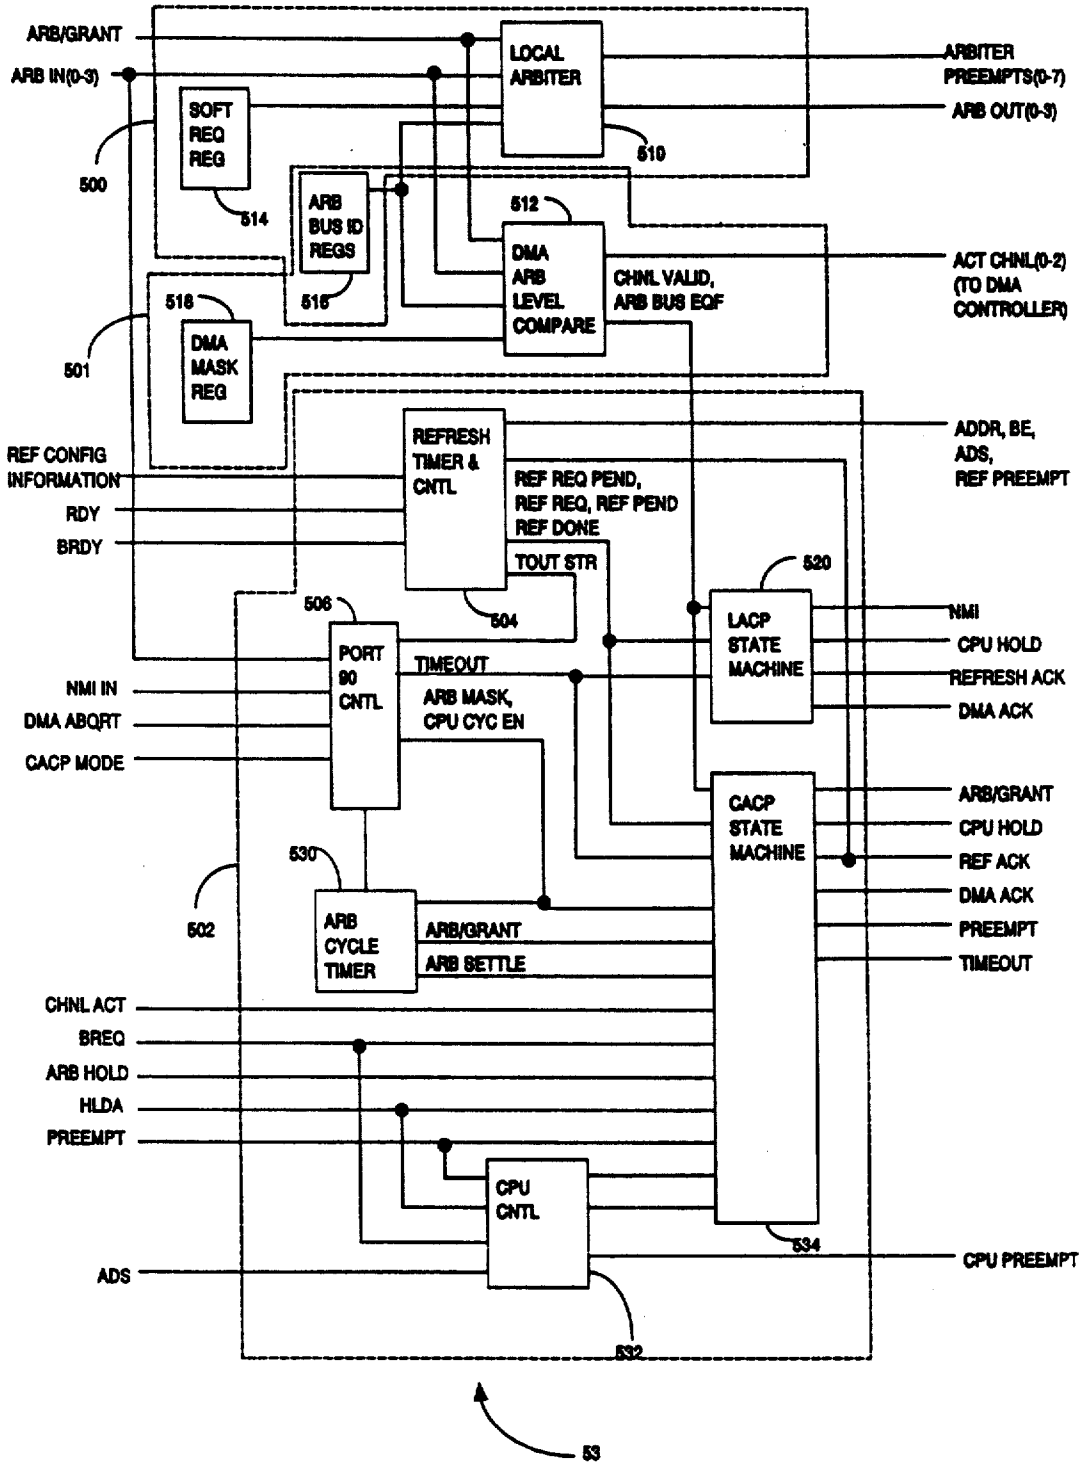 ARB/GRANT
ARB IN(0-3)
SOFT
REQ
REG
500
514
LOCAL
ARBITER
510
ARBITER
PREEMPTS(0-7)
ARB OUT(0-3)
ARB
BUS ID
REGS
516
512
DMA
ARB
LEVEL
COMPARE
CHNL VALID,
ARB BUS EQF
ACT CHNL(0-2)
(TO DMA
CONTROLLER)
518
DMA
MASK
REG
501
REF CONFIG
INFORMATION
RDY
BRDY
REFRESH
TIMER &
CNTL
504
REF REQ PEND,
REF REQ, REF PEND
REF DONE
TOUT STR
ADDR, BE,
ADS,
REF PREEMPT
506
PORT
90
CNTL
NMI IN
DMA ABQRT
CACP MODE
TIMEOUT
ARB MASK,
CPU CYC EN
520
LACP
STATE
MACHINE
NMI
CPU HOLD
REFRESH ACK
DMA ACK
CACP
STATE
MACHINE
ARB/GRANT
CPU HOLD
REF ACK
DMA ACK
PREEMPT
TIMEOUT
530
ARB
CYCLE
TIMER
ARB/GRANT
ARB SETTLE
502
CHNL ACT
BREQ
ARB HOLD
HLDA
PREEMPT
ADS
CPU
CNTL
534
CPU PREEMPT
532
53